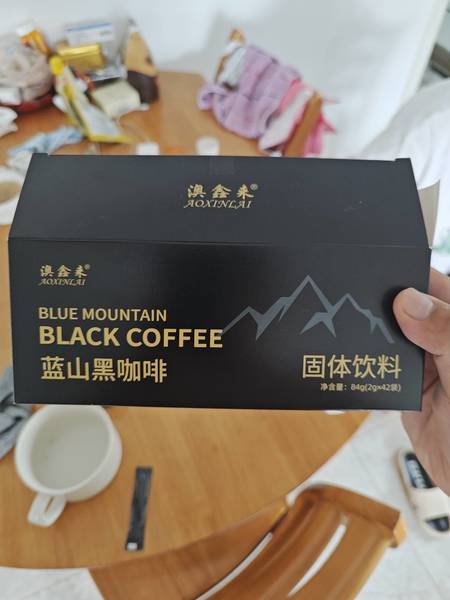 澳鑫来®
AOXINLAI
澳鑫来®
AOXINLAI
BLUE MOUNTAIN
BLACK COFFEE
蓝山黑咖啡
固体饮料
净含量：84g(2g×42袋)